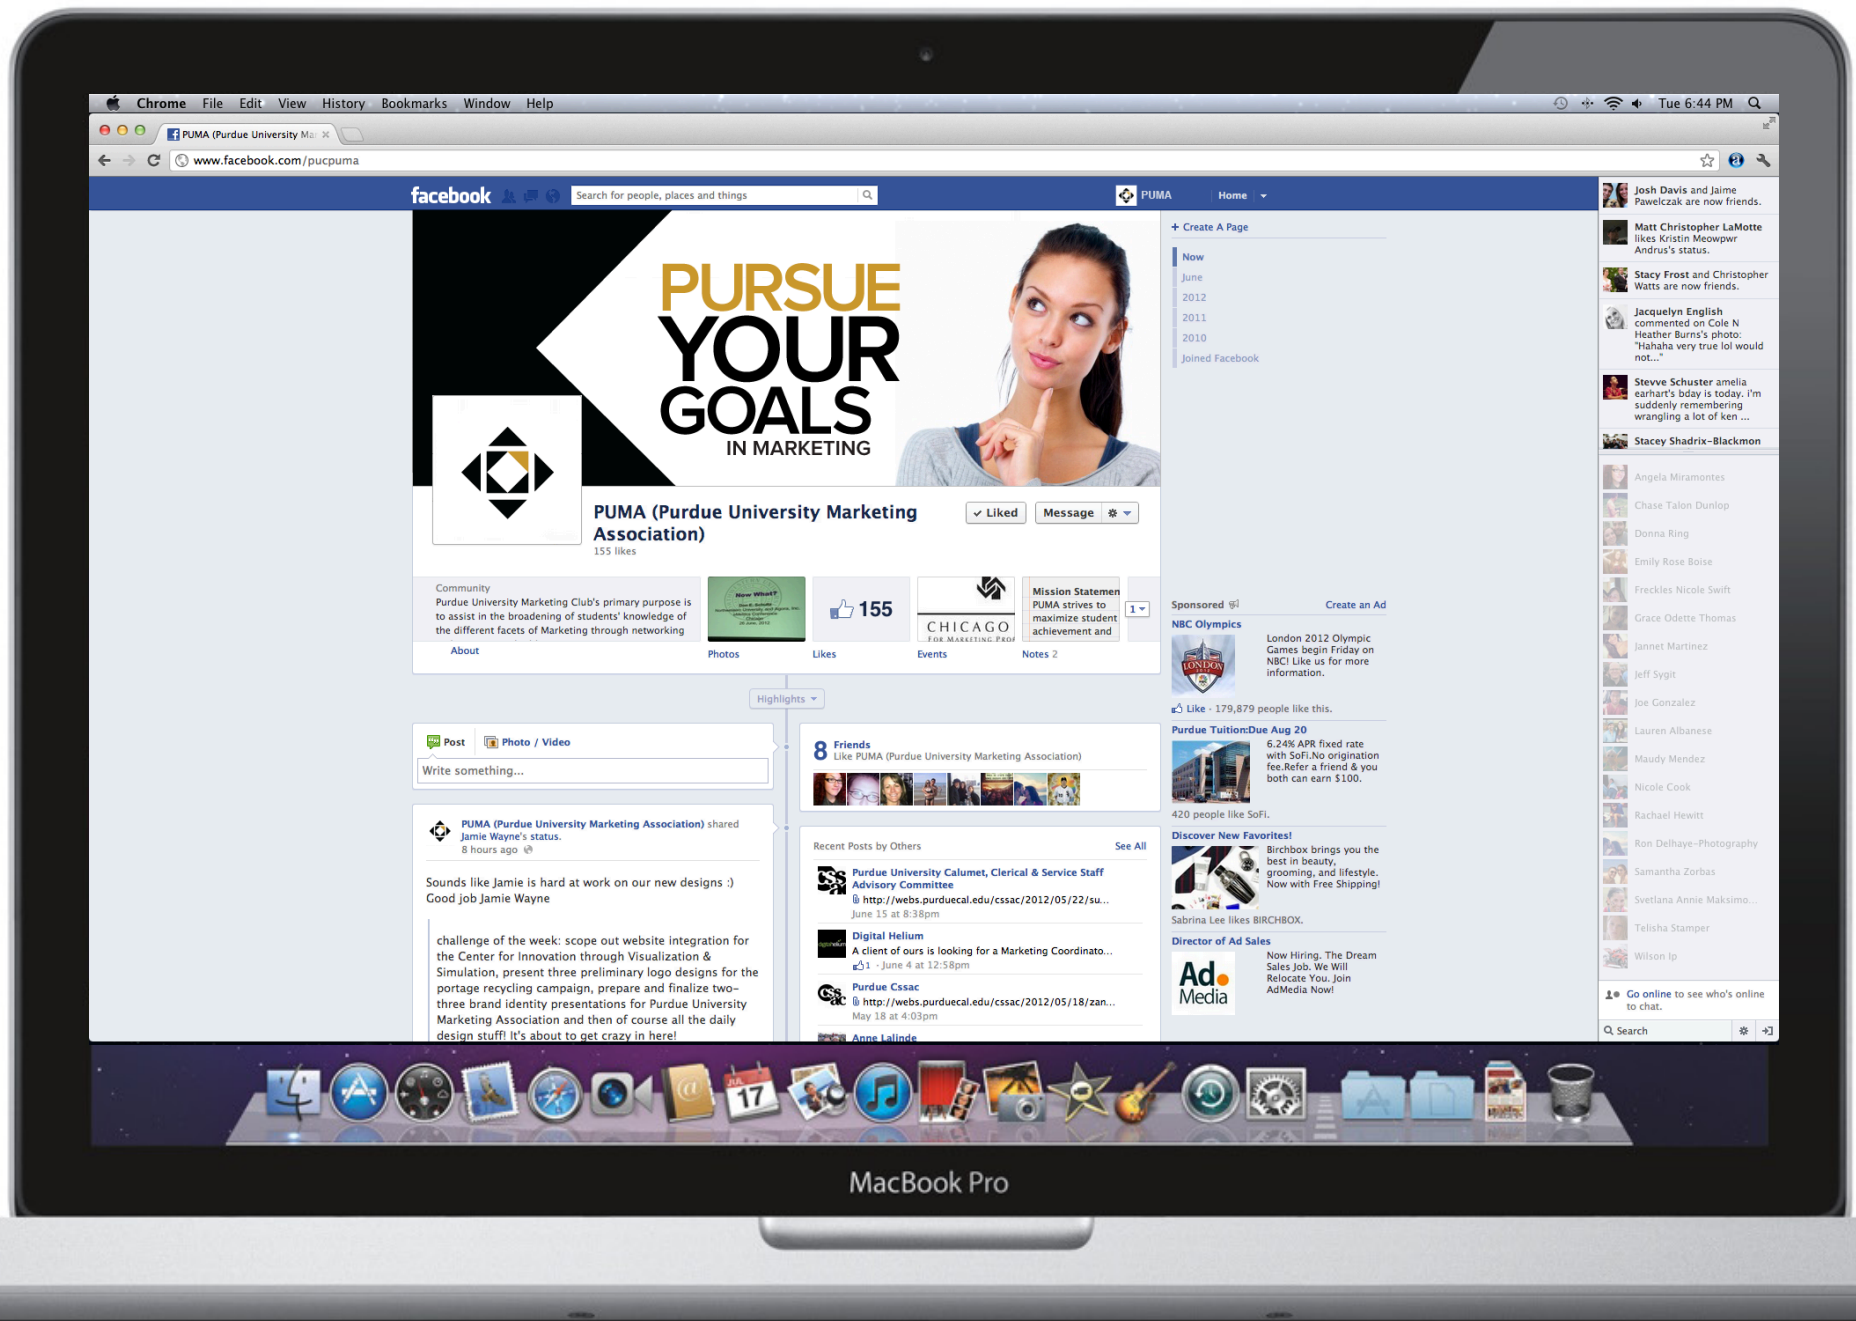 Chrome File Edit View History Bookmarks Window Help
Tue 6:44 PM
PUMA (Purdue University Ma
www.facebook.com/pucpuma
facebook
Search for people, places and things
PUMA
Home
PURSUE
YOUR
GOALS
IN MARKETING
PUMA (Purdue University Marketing
Association)
155 likes
Liked
Message
Community
Purdue University Marketing Club's primary purpose is
to assist in the broadening of students' knowledge of
the different facets of Marketing through networking
About
Now What?
Photos
155
Likes
CHICAGO
FOR MARKETING PRO
Events
Mission Statemen
PUMA strives to
maximize student
achievement and
Notes 2
1
Highlights
Post
Photo / Video
Write something...
PUMA (Purdue University Marketing Association) shared
Jamie Wayne's status.
8 hours ago
Sounds like Jamie is hard at work on our new designs :)
Good job Jamie Wayne
challenge of the week: scope out website integration for
the Center for Innovation through Visualization &
Simulation, present three preliminary logo designs for the
portage recycling campaign, prepare and finalize two-
three brand identity presentations for Purdue University
Marketing Association and then of course all the daily
design stuff! It's about to get crazy in here!
8 Friends
Like PUMA (Purdue University Marketing Association)
Recent Posts by Others
See All
Purdue University Calumet, Clerical & Service Staff
Advisory Committee
http://webs.purduecal.edu/cssac/2012/05/22/su...
June 15 at 8:38pm
Digital Helium
A client of ours is looking for a Marketing Coordinato...
1 · June 4 at 12:58pm
Purdue Cssac
http://webs.purduecal.edu/cssac/2012/05/18/zan...
May 18 at 4:03pm
Anne Lalinde
+ Create A Page
Now
June
2012
2011
2010
Joined Facebook
Sponsored
Create an Ad
NBC Olympics
LONDON
London 2012 Olympic
Games begin Friday on
NBC! Like us for more
information.
Like · 179,879 people like this.
Purdue Tuition:Due Aug 20
6.24% APR fixed rate
with SoFi.No origination
fee.Refer a friend & you
both can earn $100.
420 people like SoFi.
Discover New Favorites!
Birchbox brings you the
best in beauty,
grooming, and lifestyle.
Now with Free Shipping!
Sabrina Lee likes BIRCHBOX.
Director of Ad Sales
Ad
Media
Now Hiring. The Dream
Sales Job. We Will
Relocate You. Join
AdMedia Now!
Josh Davis and Jaime
Pawelczak are now friends.
Matt Christopher LaMotte
likes Kristin Meowpwr
Andrus's status.
Stacy Frost and Christopher
Watts are now friends.
Jacquelyn English
commented on Cole N
Heather Burns's photo:
"Hahaha very true lol would
not..."
Stevve Schuster amelia
earhart's bday is today. i'm
suddenly remembering
wrangling a lot of ken ...
Stacey Shadrix-Blackmon
Angela Miramontes
Chase Talon Dunlop
Donna Ring
Emily Rose Boise
Freckles Nicole Swift
Grace Odette Thomas
Jannet Martinez
Jeff Sygit
Joe Gonzalez
Lauren Albanese
Maudy Mendez
Nicole Cook
Rachael Hewitt
Ron Delhaye-Photography
Samantha Zorbas
Svetlana Annie Maksimo...
Telisha Stamper
Wilson Ip
Go online to see who's online
to chat.
Search
JUL
17
MacBook Pro